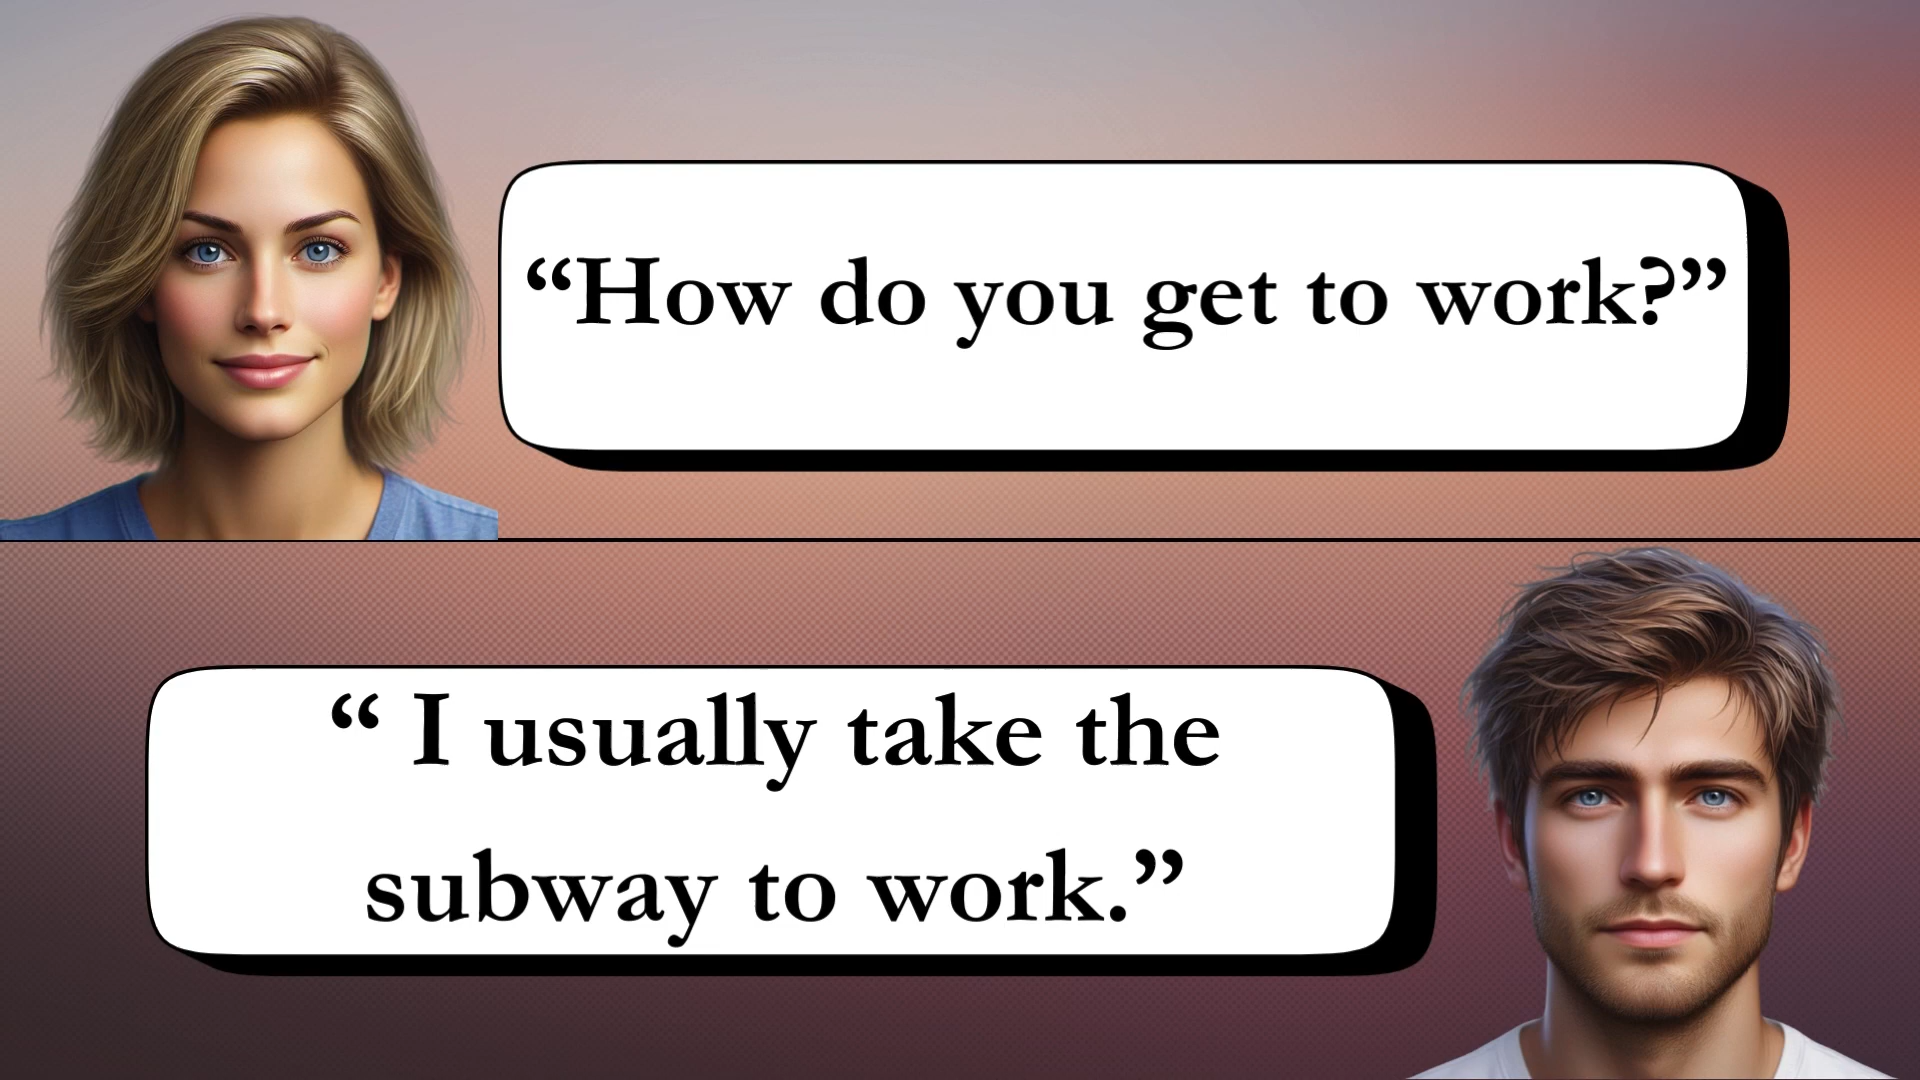 “How do you get to work?”
“ I usually take the
subway to work.”